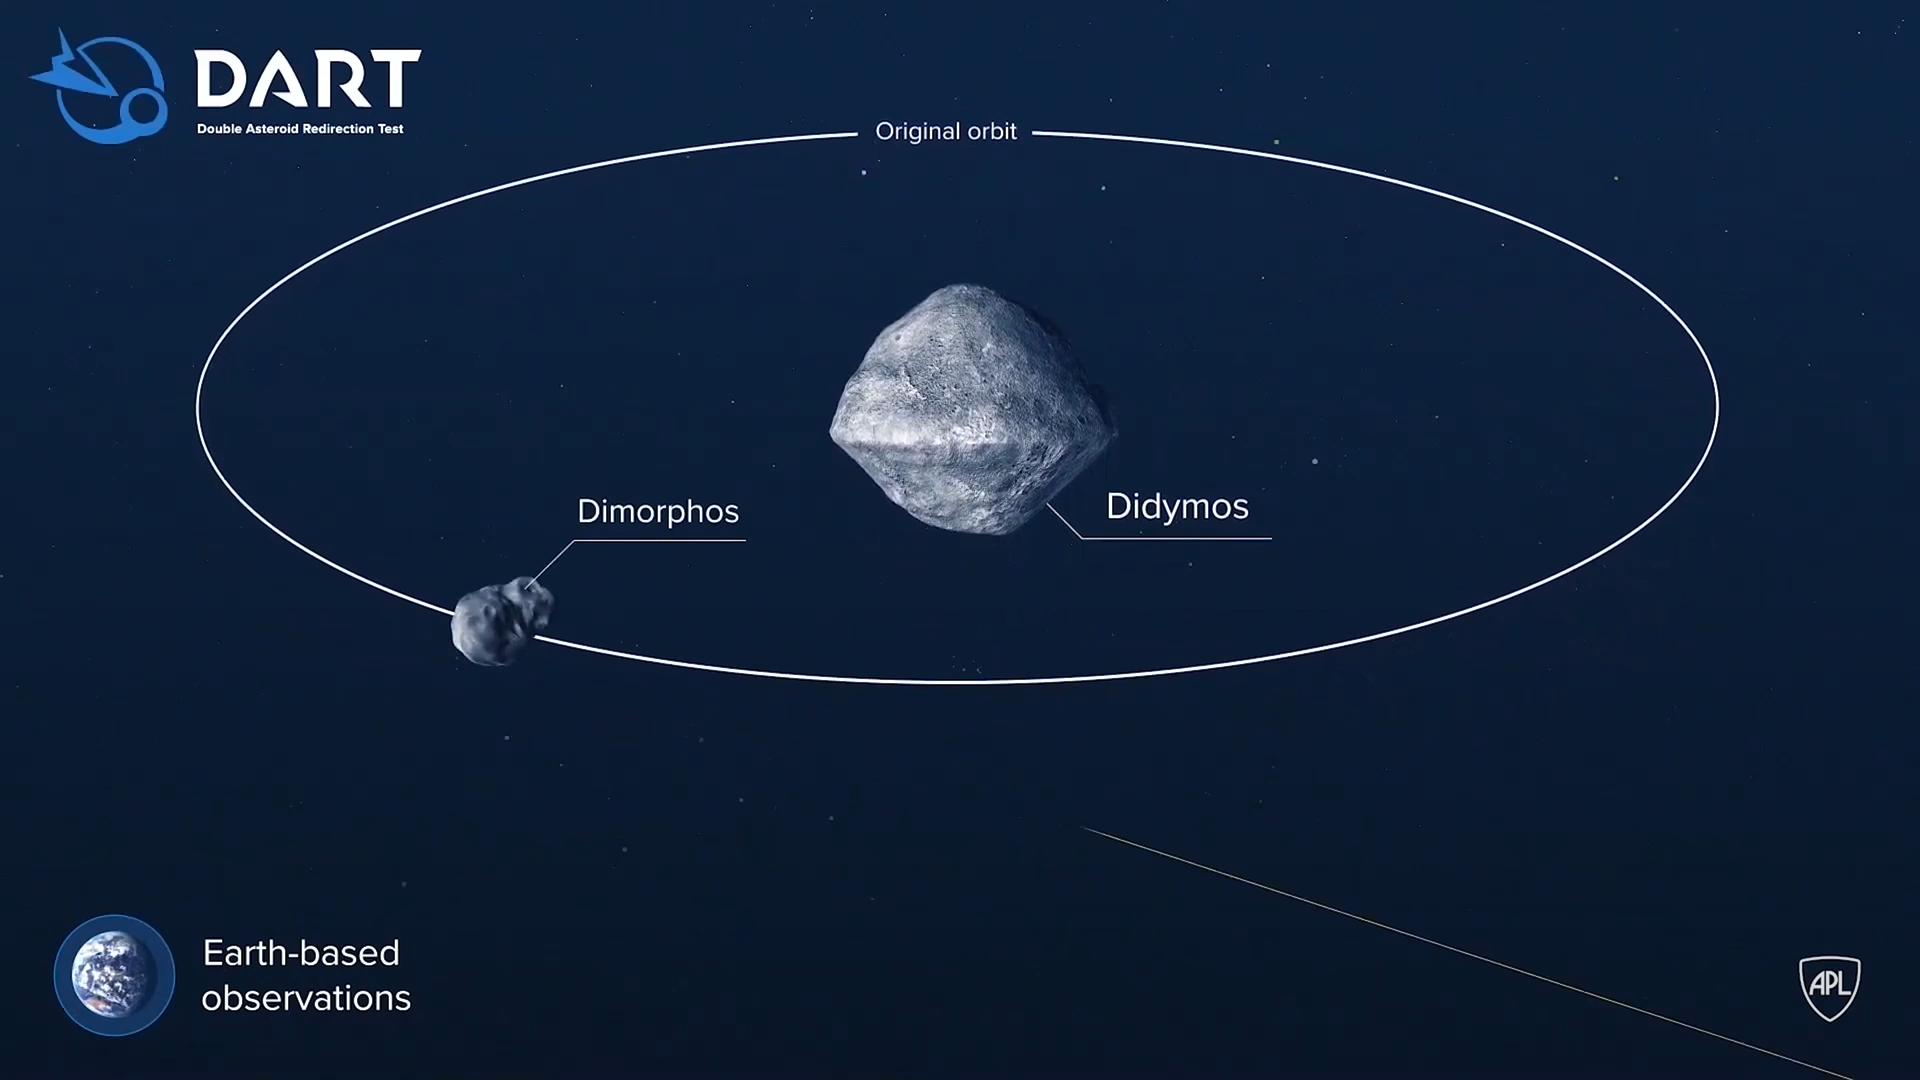 DART
Double Asteroid Redirection Test
Original orbit
Dimorphos
Didymos
Earth-based
observations
APL